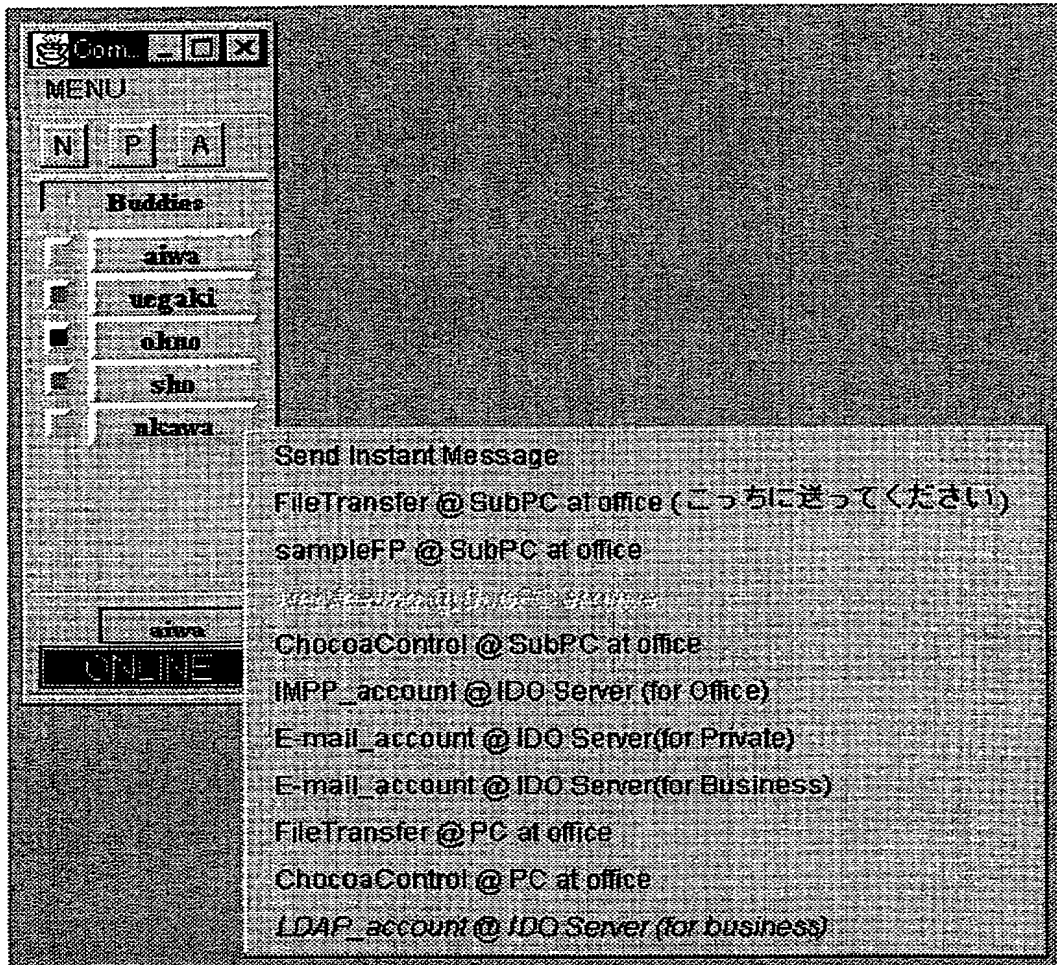 Com...
MENU
N P A
Buddies
aiwa
uegaki
ohno
sho
nkawa
aiwa
ONLINE
Send Instant Message
FileTransfer @ SubPC at office (こっちに送ってください)
sampleFP @ SubPC at office
ChocoaControl @ SubPC at office
IMPP_account @ IDO Server (for Office)
E-mail_account @ IDO Server(for Private)
E-mail_account @ IDO Server(for Business)
FileTransfer @ PC at office
ChocoaControl @ PC at office
LDAP_account @ IDO Server (for business)